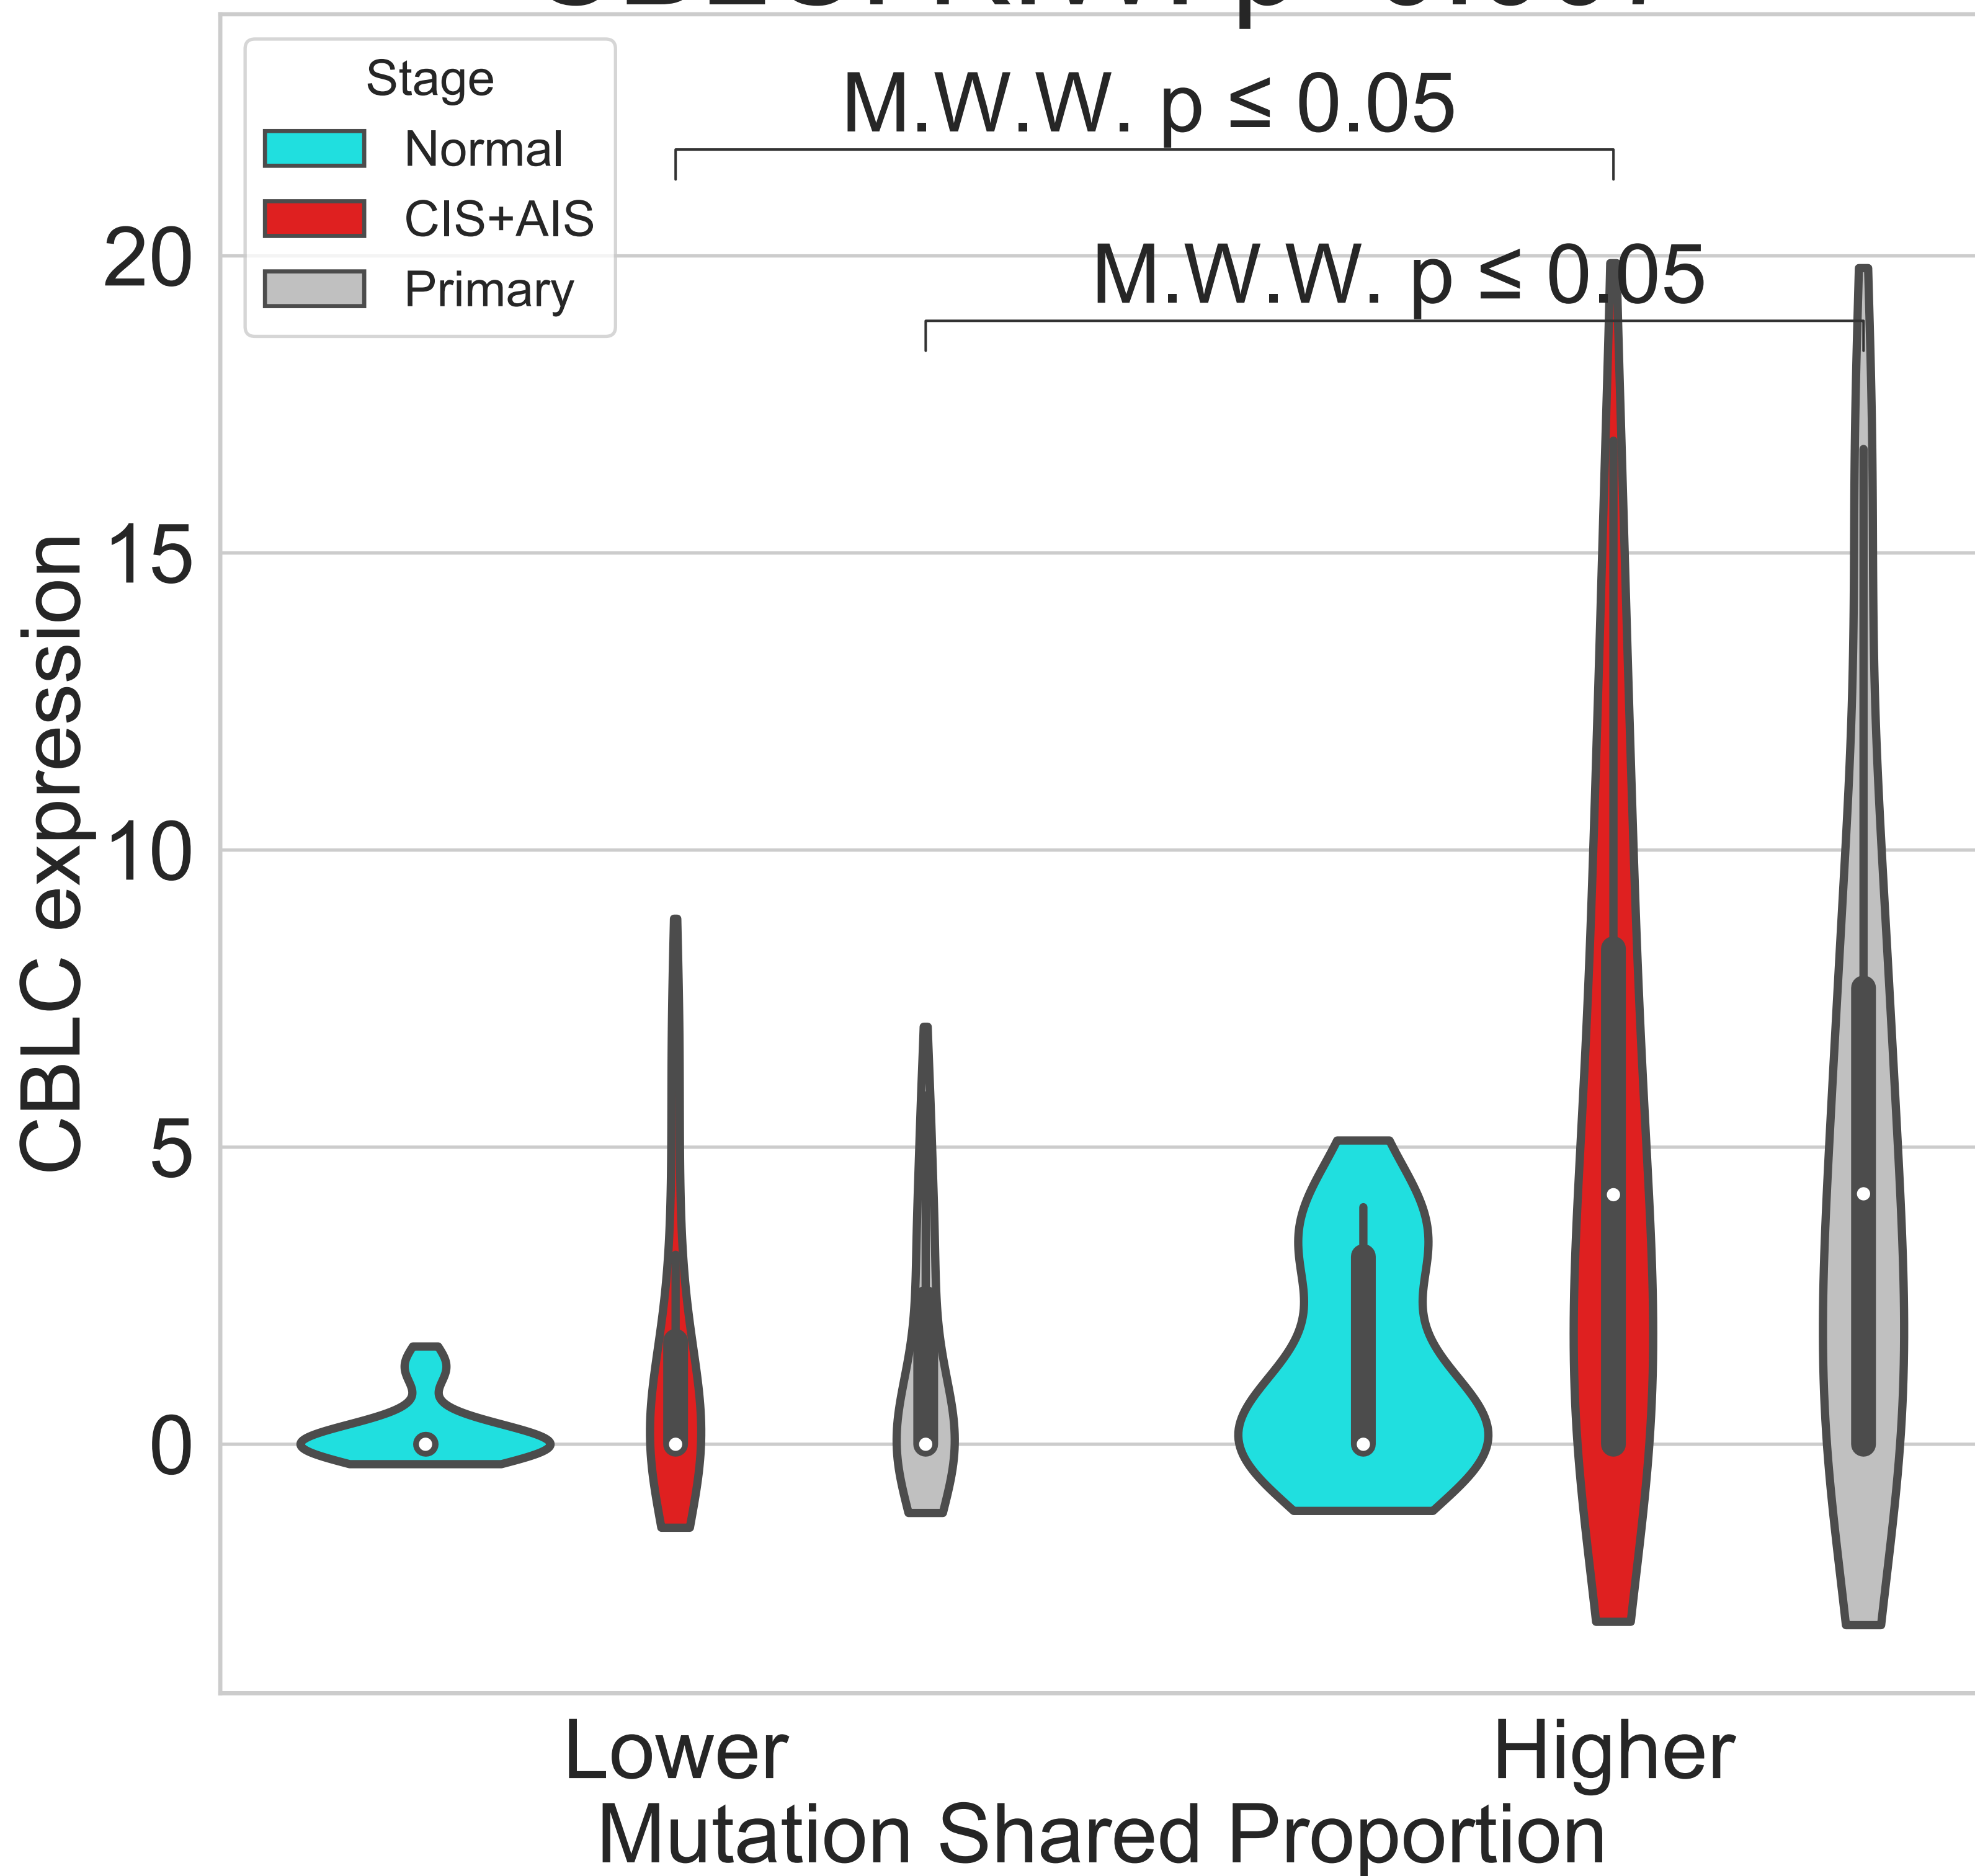 M.W.W. p ≤ 0.05
Stage
Normal
CIS+AIS
Primary
M.W.W. p ≤ 0.05
20
15
10
5
0
CBLC expression
Lower
Higher
Mutation Shared Proportion